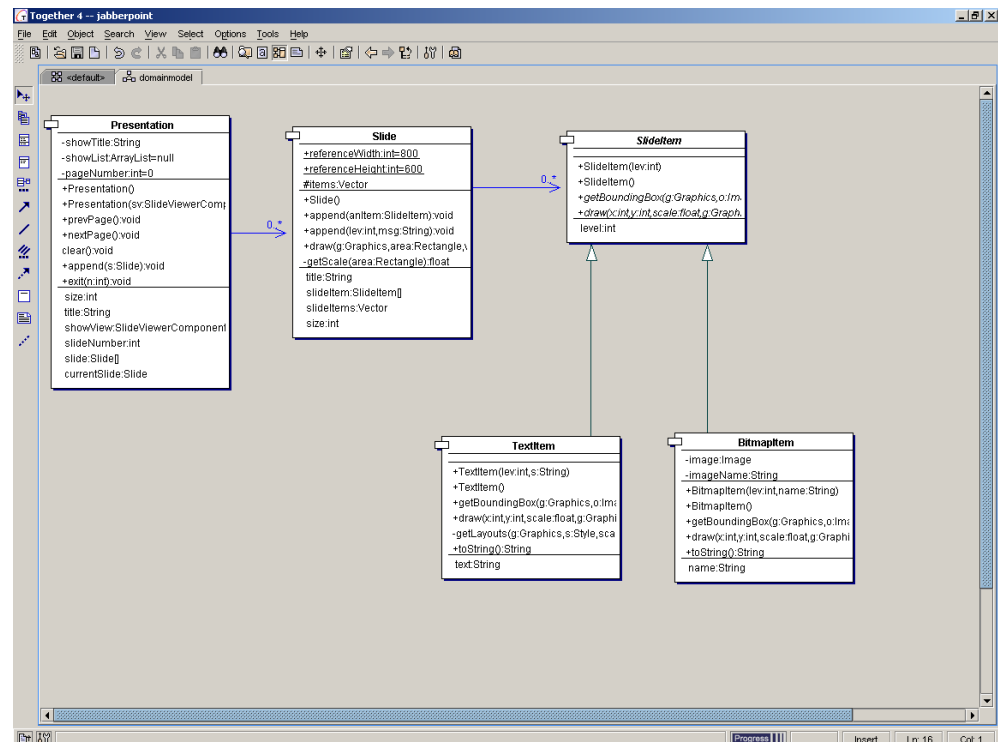 Together 4 -- jabberpoint
File Edit Object Search View Select Options Tools Help
<default> domainmodel
Presentation
-showTitle:String
-showList:ArrayList=null
-pageNumber:int=0
+Presentation()
+Presentation(sv:SlideViewerComp
+prevPage():void
+nextPage():void
clear():void
+append(s:Slide):void
+exit(n:int):void
size:int
title:String
showView:SlideViewerComponent
slideNumber:int
slide:Slide[]
currentSlide:Slide
0..*
Slide
+referenceWidth:int=800
+referenceHeight:int=600
#items:Vector
+Slide()
+append(anItem:SlideItem):void
+append(lev:int,msg:String):void
+draw(g:Graphics,area:Rectangle,
-getScale(area:Rectangle):float
title:String
slideItem:SlideItem[]
slideItems:Vector
size:int
0..*
SlideItem
+SlideItem(lev:int)
+SlideItem()
+getBoundingBox(g:Graphics,o:Im
+draw(x:int,y:int,scale:float,g:Graph
level:int
TextItem
+TextItem(lev:int,s:String)
+TextItem()
+getBoundingBox(g:Graphics,o:Ima
+draw(x:int,y:int,scale:float,g:Graphi
-getLayouts(g:Graphics,s:Style,sca
+toString():String
text:String
BitmapItem
-image:Image
-imageName:String
+BitmapItem(lev:int,name:String)
+BitmapItem()
+getBoundingBox(g:Graphics,o:Ima
+draw(x:int,y:int,scale:float,g:Graphi
+toString():String
name:String
Progress Insert Ln: 16 Col: 1